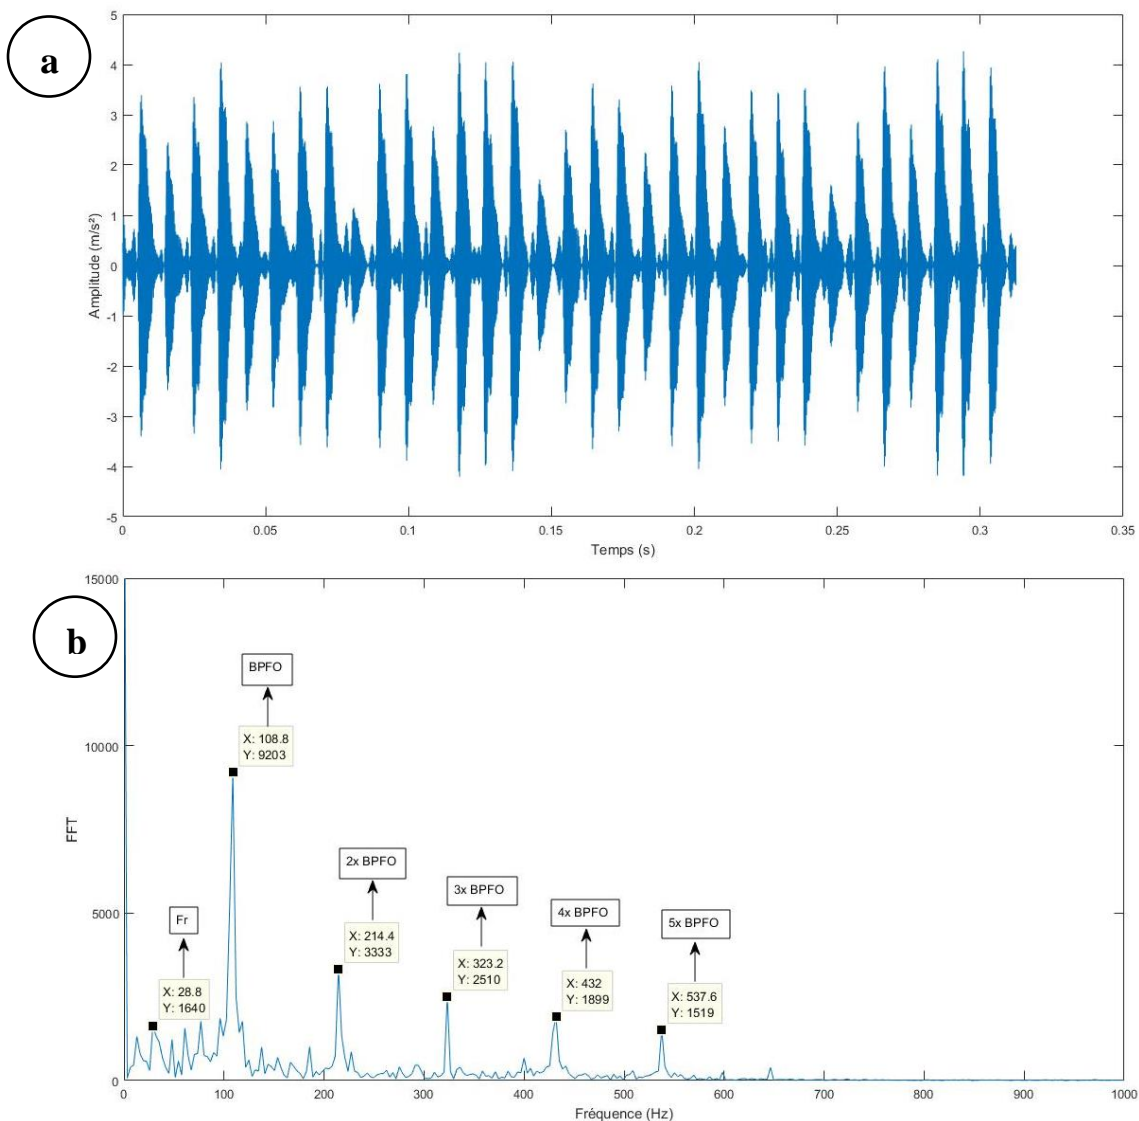 a
5
4
3
2
1
0
-1
-2
-3
-4
-5
Amplitude (m/s²)
0
0.05
0.1
0.15
0.2
0.25
0.3
0.35
Temps (s)
b
15000
10000
5000
0
FFT
BPFO
X: 108.8
Y: 9203
2x BPFO
X: 214.4
Y: 3333
3x BPFO
X: 323.2
Y: 2510
4x BPFO
X: 432
Y: 1899
5x BPFO
X: 537.6
Y: 1519
Fr
X: 28.8
Y: 1640
0
100
200
300
400
500
600
700
800
900
1000
Fréquence (Hz)